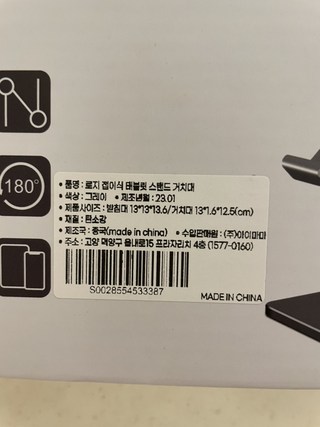 180°
• 품명 : 로지 접이식 태블릿 스탠드 거치대
• 색상 : 그레이 • 제조년월 : 23.01
• 제품사이즈 : 받침대 13*13*13.6/거치대 13*1.6*12.5(cm)
• 재질 : 탄소강
• 제조국 : 중국(made in china) • 수입판매원 : (주)아이마마
• 주소 : 고양 덕양구 읍내로15 프라자리치 4층 (1577-0160)
S0028554533387
MADE IN CHINA